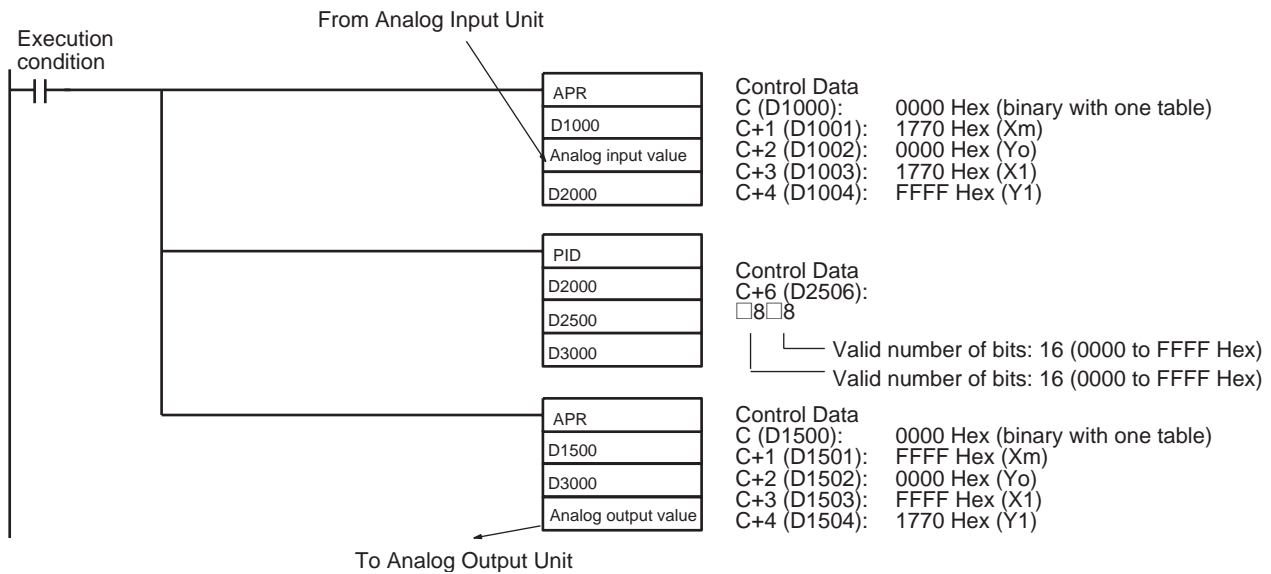 From Analog Input Unit
Execution
condition
APR
D1000
Analog input value
D2000
Control Data
C (D1000): 0000 Hex (binary with one table)
C+1 (D1001): 1770 Hex (Xm)
C+2 (D1002): 0000 Hex (Yo)
C+3 (D1003): 1770 Hex (X1)
C+4 (D1004): FFFF Hex (Y1)
PID
D2000
D2500
D3000
Control Data
C+6 (D2506):
□8□8
Valid number of bits: 16 (0000 to FFFF Hex)
Valid number of bits: 16 (0000 to FFFF Hex)
APR
D1500
D3000
Analog output value
Control Data
C (D1500): 0000 Hex (binary with one table)
C+1 (D1501): FFFF Hex (Xm)
C+2 (D1502): 0000 Hex (Yo)
C+3 (D1503): FFFF Hex (X1)
C+4 (D1504): 1770 Hex (Y1)
To Analog Output Unit